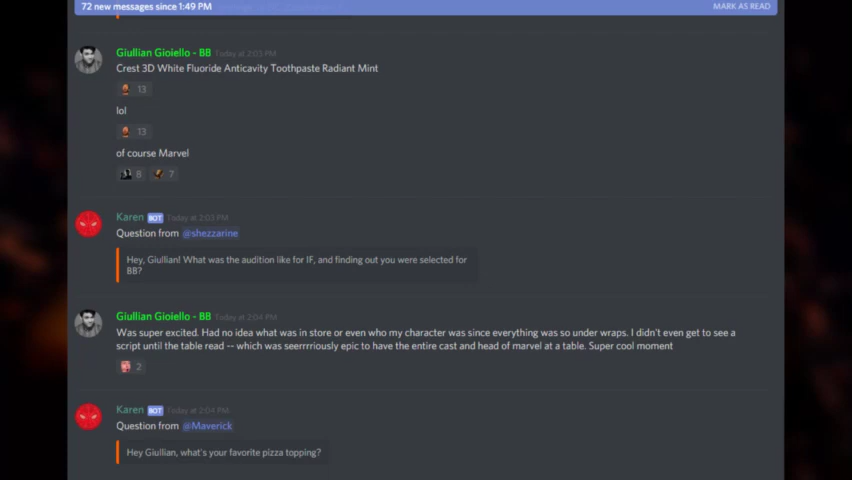 72 new messages since 1:49 PM
MARK AS READ
Giullian Gioiello - BB Today at 2:03 PM
Crest 3D White Fluoride Anticavity Toothpaste Radiant Mint
13
lol
13
of course Marvel
8 7
Karen BOT Today at 2:03 PM
Question from @shezzarine
Hey, Giullian! What was the audition like for IF, and finding out you were selected for
BB?
Giullian Gioiello - BB Today at 2:04 PM
Was super excited. Had no idea what was in store or even who my character was since everything was so under wraps. I didn't even get to see a
script until the table read -- which was seerrrriously epic to have the entire cast and head of marvel at a table. Super cool moment
2
Karen BOT Today at 2:04 PM
Question from @Maverick
Hey Giullian, what's your favorite pizza topping?